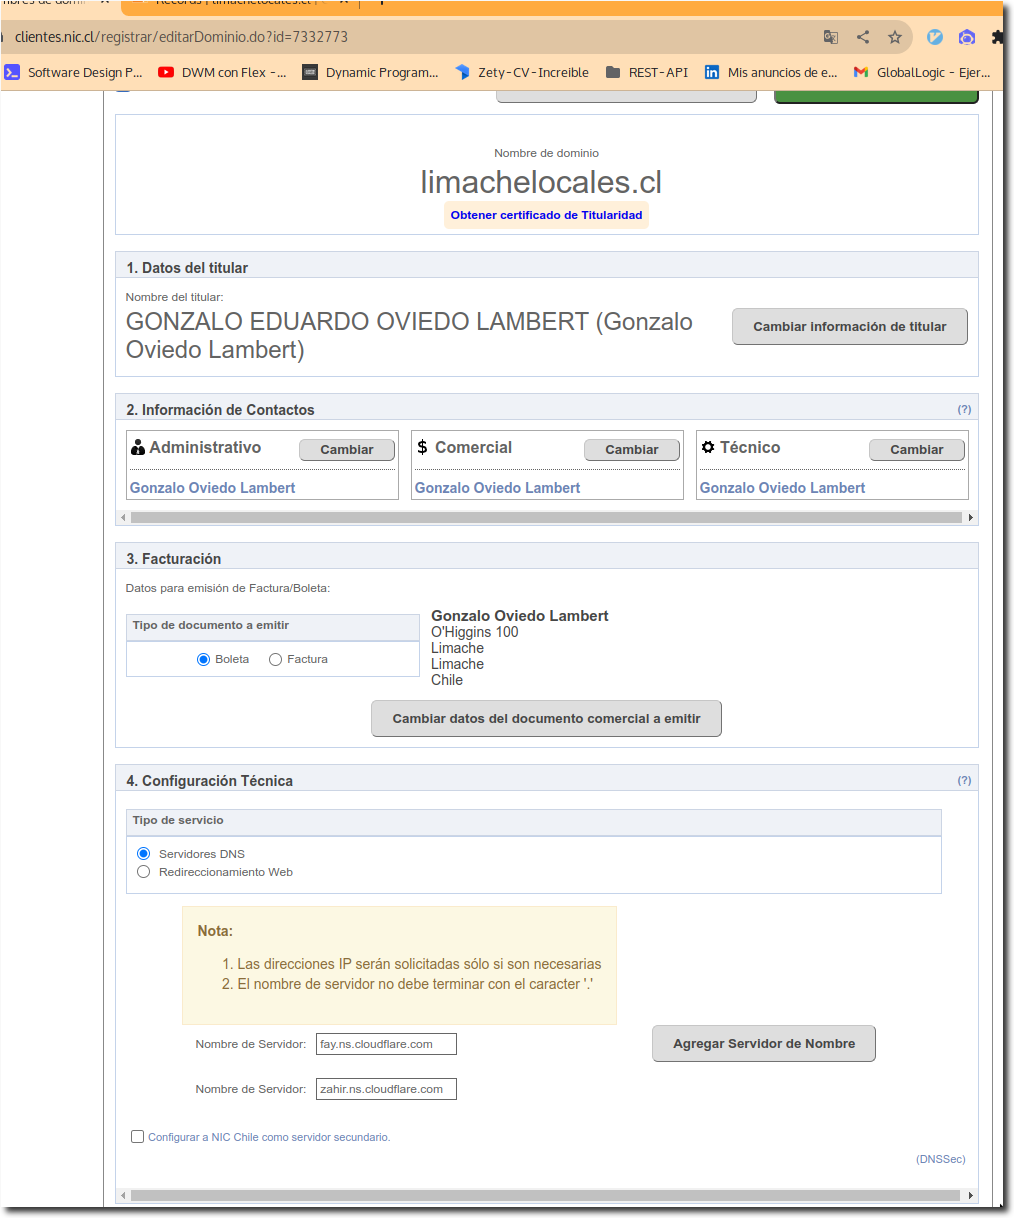 clientes.nic.cl/registrar/editarDominio.do?id=7332773
Software Design P... DWM con Flex -... Dynamic Program... Zety-CV-Increible REST-API Mis anuncios de e... GlobalLogic - Ejer...
Nombre de dominio
limachelocales.cl
Obtener certificado de Titularidad
1. Datos del titular
Nombre del titular:
GONZALO EDUARDO OVIEDO LAMBERT (Gonzalo
Oviedo Lambert)
Cambiar información de titular
2. Información de Contactos (?)
Administrativo Cambiar
Gonzalo Oviedo Lambert
$ Comercial Cambiar
Gonzalo Oviedo Lambert
Técnico Cambiar
Gonzalo Oviedo Lambert
3. Facturación
Datos para emisión de Factura/Boleta:
Tipo de documento a emitir
Boleta Factura
Gonzalo Oviedo Lambert
O'Higgins 100
Limache
Limache
Chile
Cambiar datos del documento comercial a emitir
4. Configuración Técnica (?)
Tipo de servicio
Servidores DNS
Redireccionamiento Web
Nota:
1. Las direcciones IP serán solicitadas sólo si son necesarias
2. El nombre de servidor no debe terminar con el caracter '.'
Nombre de Servidor: fay.ns.cloudflare.com Agregar Servidor de Nombre
Nombre de Servidor: zahir.ns.cloudflare.com
Configurar a NIC Chile como servidor secundario.
(DNSSec)